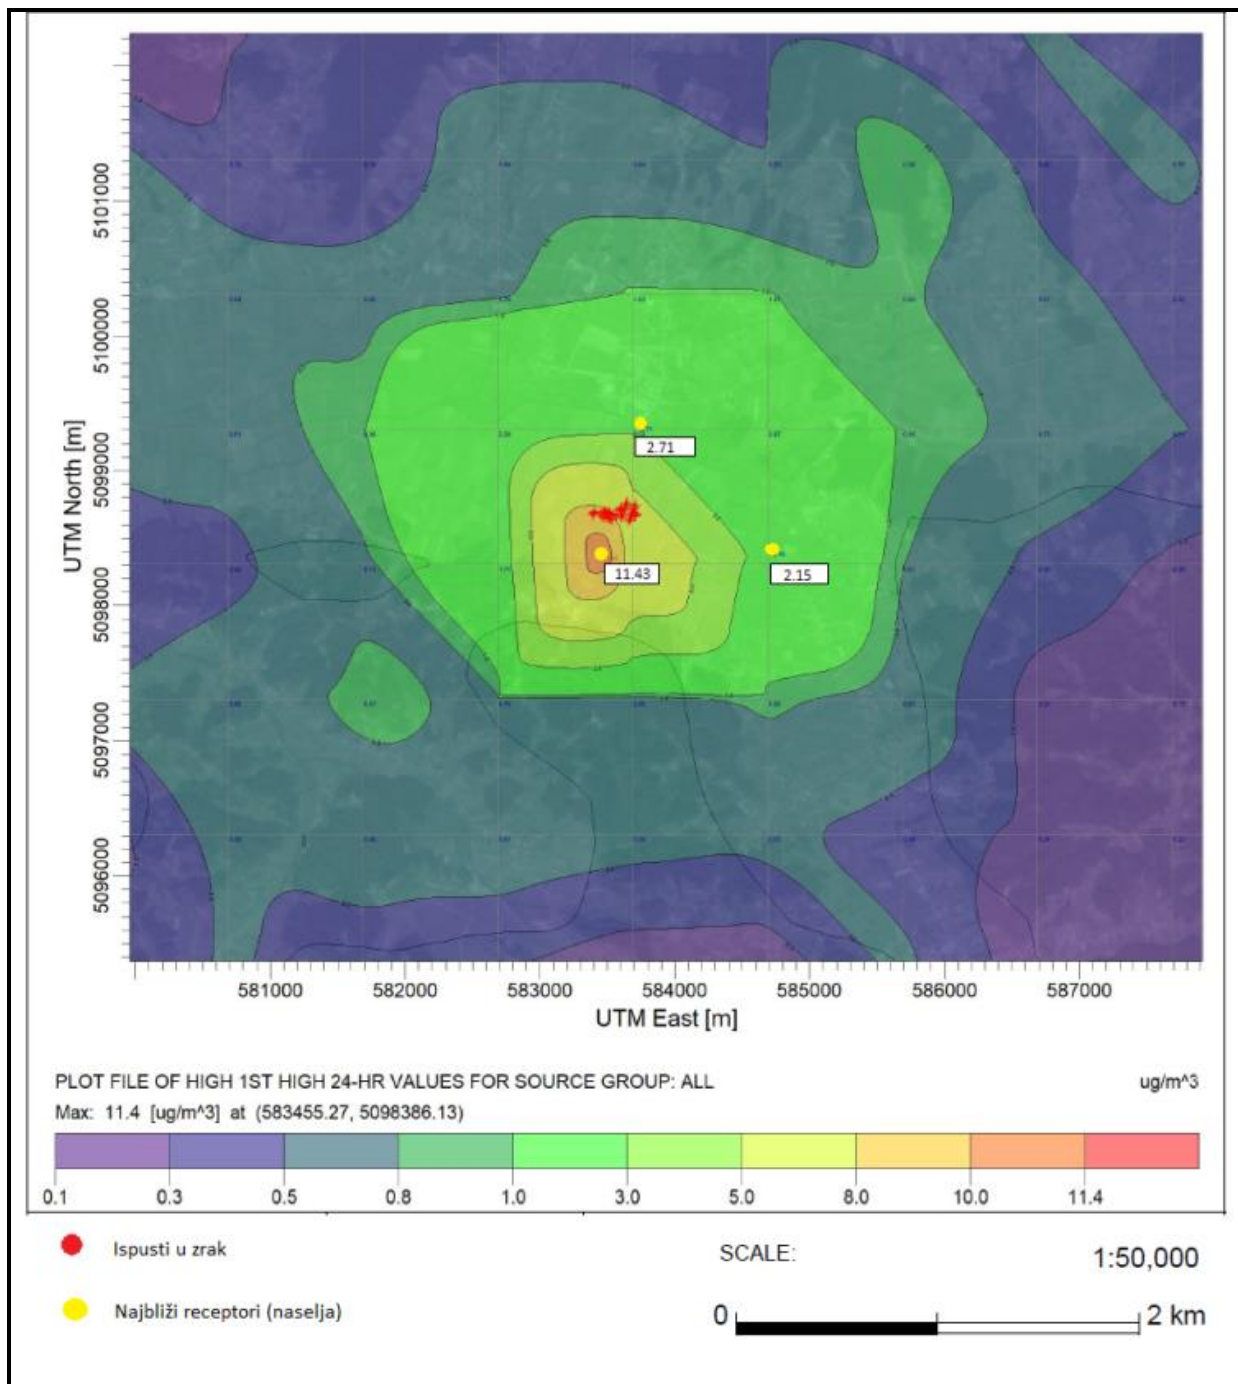 5101000
5100000
5099000
5098000
5097000
5096000
UTM North [m]
2.71
11.43
2.15
581000 582000 583000 584000 585000 586000 587000
UTM East [m]
PLOT FILE OF HIGH 1ST HIGH 24-HR VALUES FOR SOURCE GROUP: ALL ug/m^3
Max: 11.4 [ug/m^3] at (583455.27, 5098386.13)
0.1 0.3 0.5 0.8 1.0 3.0 5.0 8.0 10.0 11.4
Ispusti u zrak
SCALE: 1:50,000
Najbliži receptori (naselja)
0 2 km